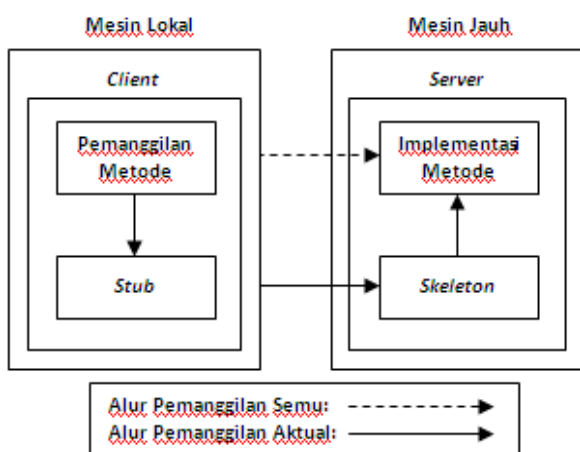 Mesin Lokal
Mesin Jauh
Client
Server
Pemanggilan
Metode
Implementasi
Metode
Stub
Skeleton
Alur Pemanggilan Semu:
Alur Pemanggilan Aktual: